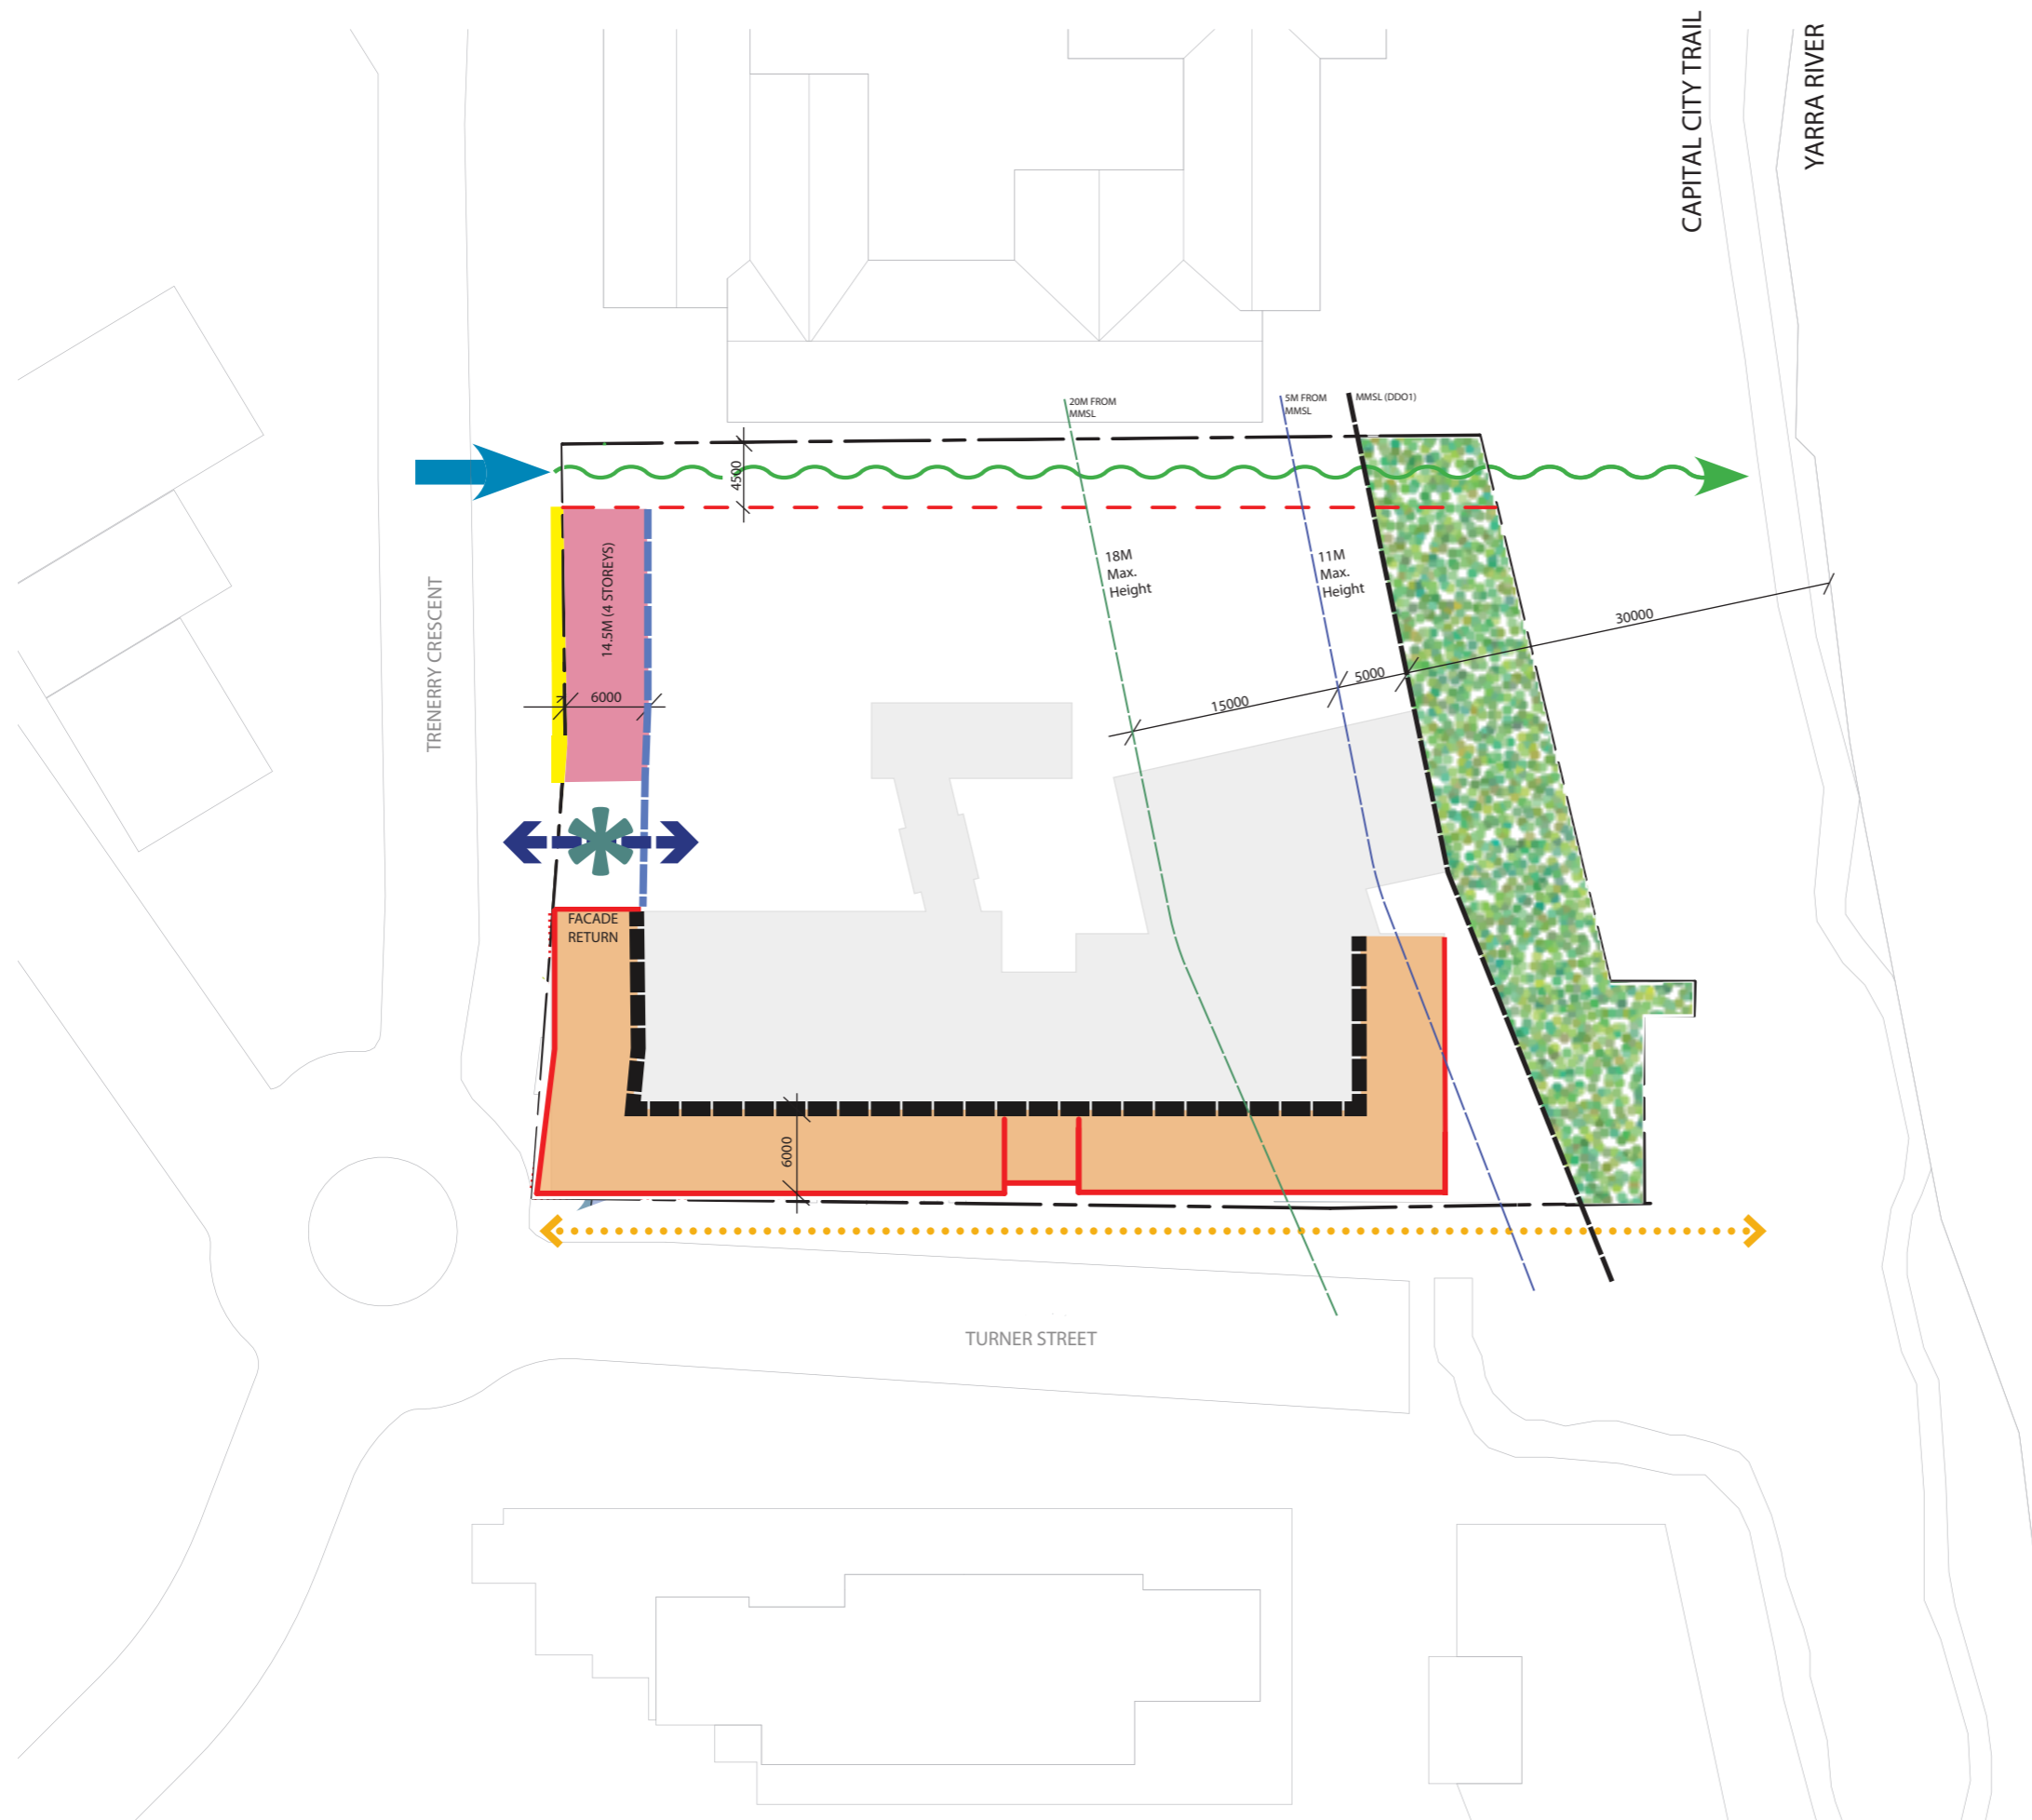 CAPITAL CITY TRAIL
YARRA RIVER
20M FROM
MMSL
5M FROM
MMSL
MMSL (DDO1)
4500
18M
Max.
Height
11M
Max.
Height
14.5M (4 STOREYS)
TRENERRY CRESCENT
30000
5000
15000
6000
FACADE
RETURN
6000
TURNER STREET